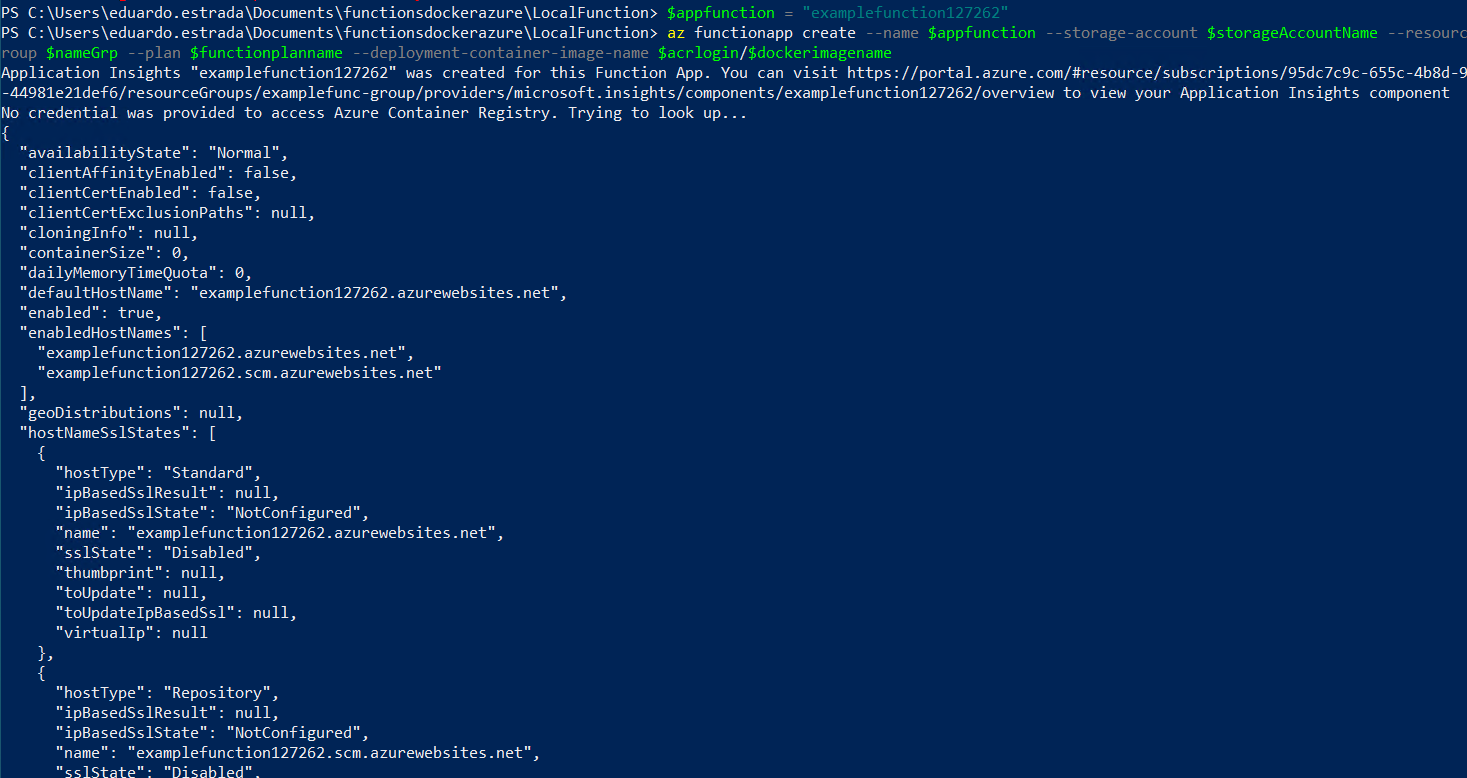 PS C:\Users\eduardo.estrada\Documents\functionsdockerazure\LocalFunction> $appfunction = "examplefunction127262"
PS C:\Users\eduardo.estrada\Documents\functionsdockerazure\LocalFunction> az functionapp create --name $appfunction --storage-account $storageAccountName --resourc
roup $nameGrp --plan $functionplanname --deployment-container-image-name $acrlogin/$dockerimagename
Application Insights "examplefunction127262" was created for this Function App. You can visit https://portal.azure.com/#resource/subscriptions/95dc7c9c-655c-4b8d-9
-44981e21def6/resourceGroups/examplefunc-group/providers/microsoft.insights/components/examplefunction127262/overview to view your Application Insights component
No credential was provided to access Azure Container Registry. Trying to look up...
{
  "availabilityState": "Normal",
  "clientAffinityEnabled": false,
  "clientCertEnabled": false,
  "clientCertExclusionPaths": null,
  "cloningInfo": null,
  "containerSize": 0,
  "dailyMemoryTimeQuota": 0,
  "defaultHostName": "examplefunction127262.azurewebsites.net",
  "enabled": true,
  "enabledHostNames": [
    "examplefunction127262.azurewebsites.net",
    "examplefunction127262.scm.azurewebsites.net"
  ],
  "geoDistributions": null,
  "hostNameSslStates": [
    {
      "hostType": "Standard",
      "ipBasedSslResult": null,
      "ipBasedSslState": "NotConfigured",
      "name": "examplefunction127262.azurewebsites.net",
      "sslState": "Disabled",
      "thumbprint": null,
      "toUpdate": null,
      "toUpdateIpBasedSsl": null,
      "virtualIp": null
    },
    {
      "hostType": "Repository",
      "ipBasedSslResult": null,
      "ipBasedSslState": "NotConfigured",
      "name": "examplefunction127262.scm.azurewebsites.net",
      "sslState": "Disabled",